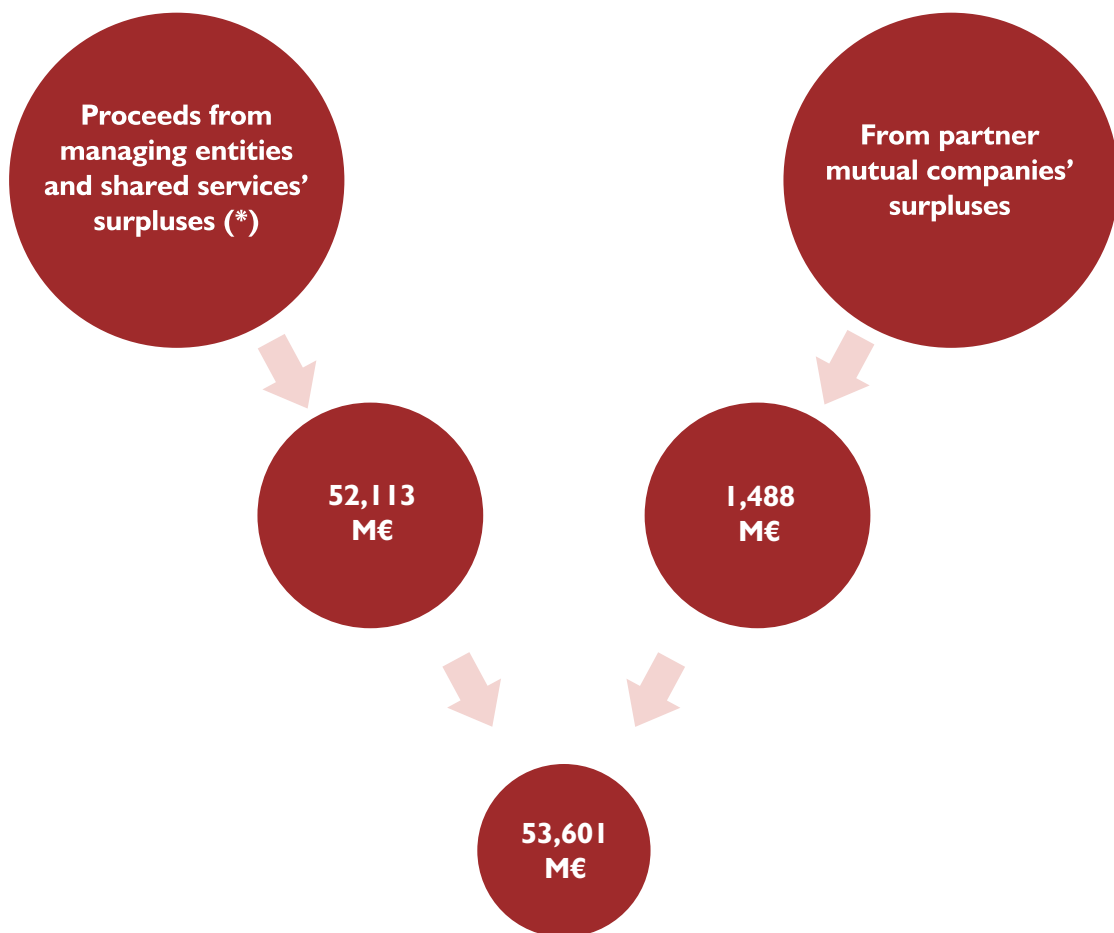 Proceeds from
managing entities
and shared services’
surpluses (*)
From partner
mutual companies’
surpluses
52,113
M€
1,488
M€
53,601
M€